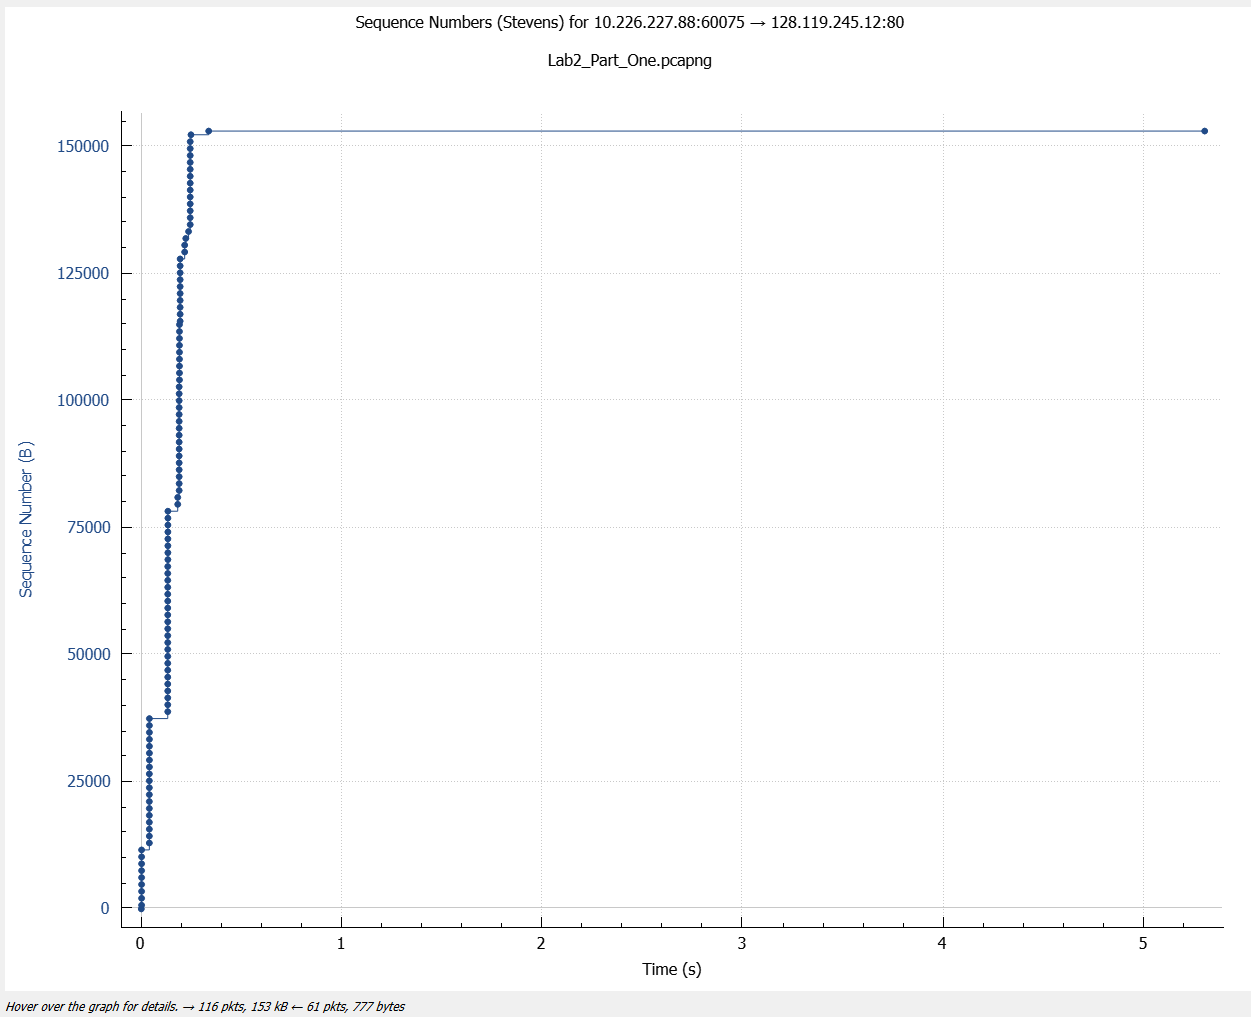 Sequence Numbers (Stevens) for 10.226.227.88:60075 → 128.119.245.12:80
Lab2_Part_One.pcapng
150000
125000
100000
75000
50000
25000
0
Sequence Number (B)
0 1 2 3 4 5
Time (s)
Hover over the graph for details. → 116 pkts, 153 kB ← 61 pkts, 777 bytes